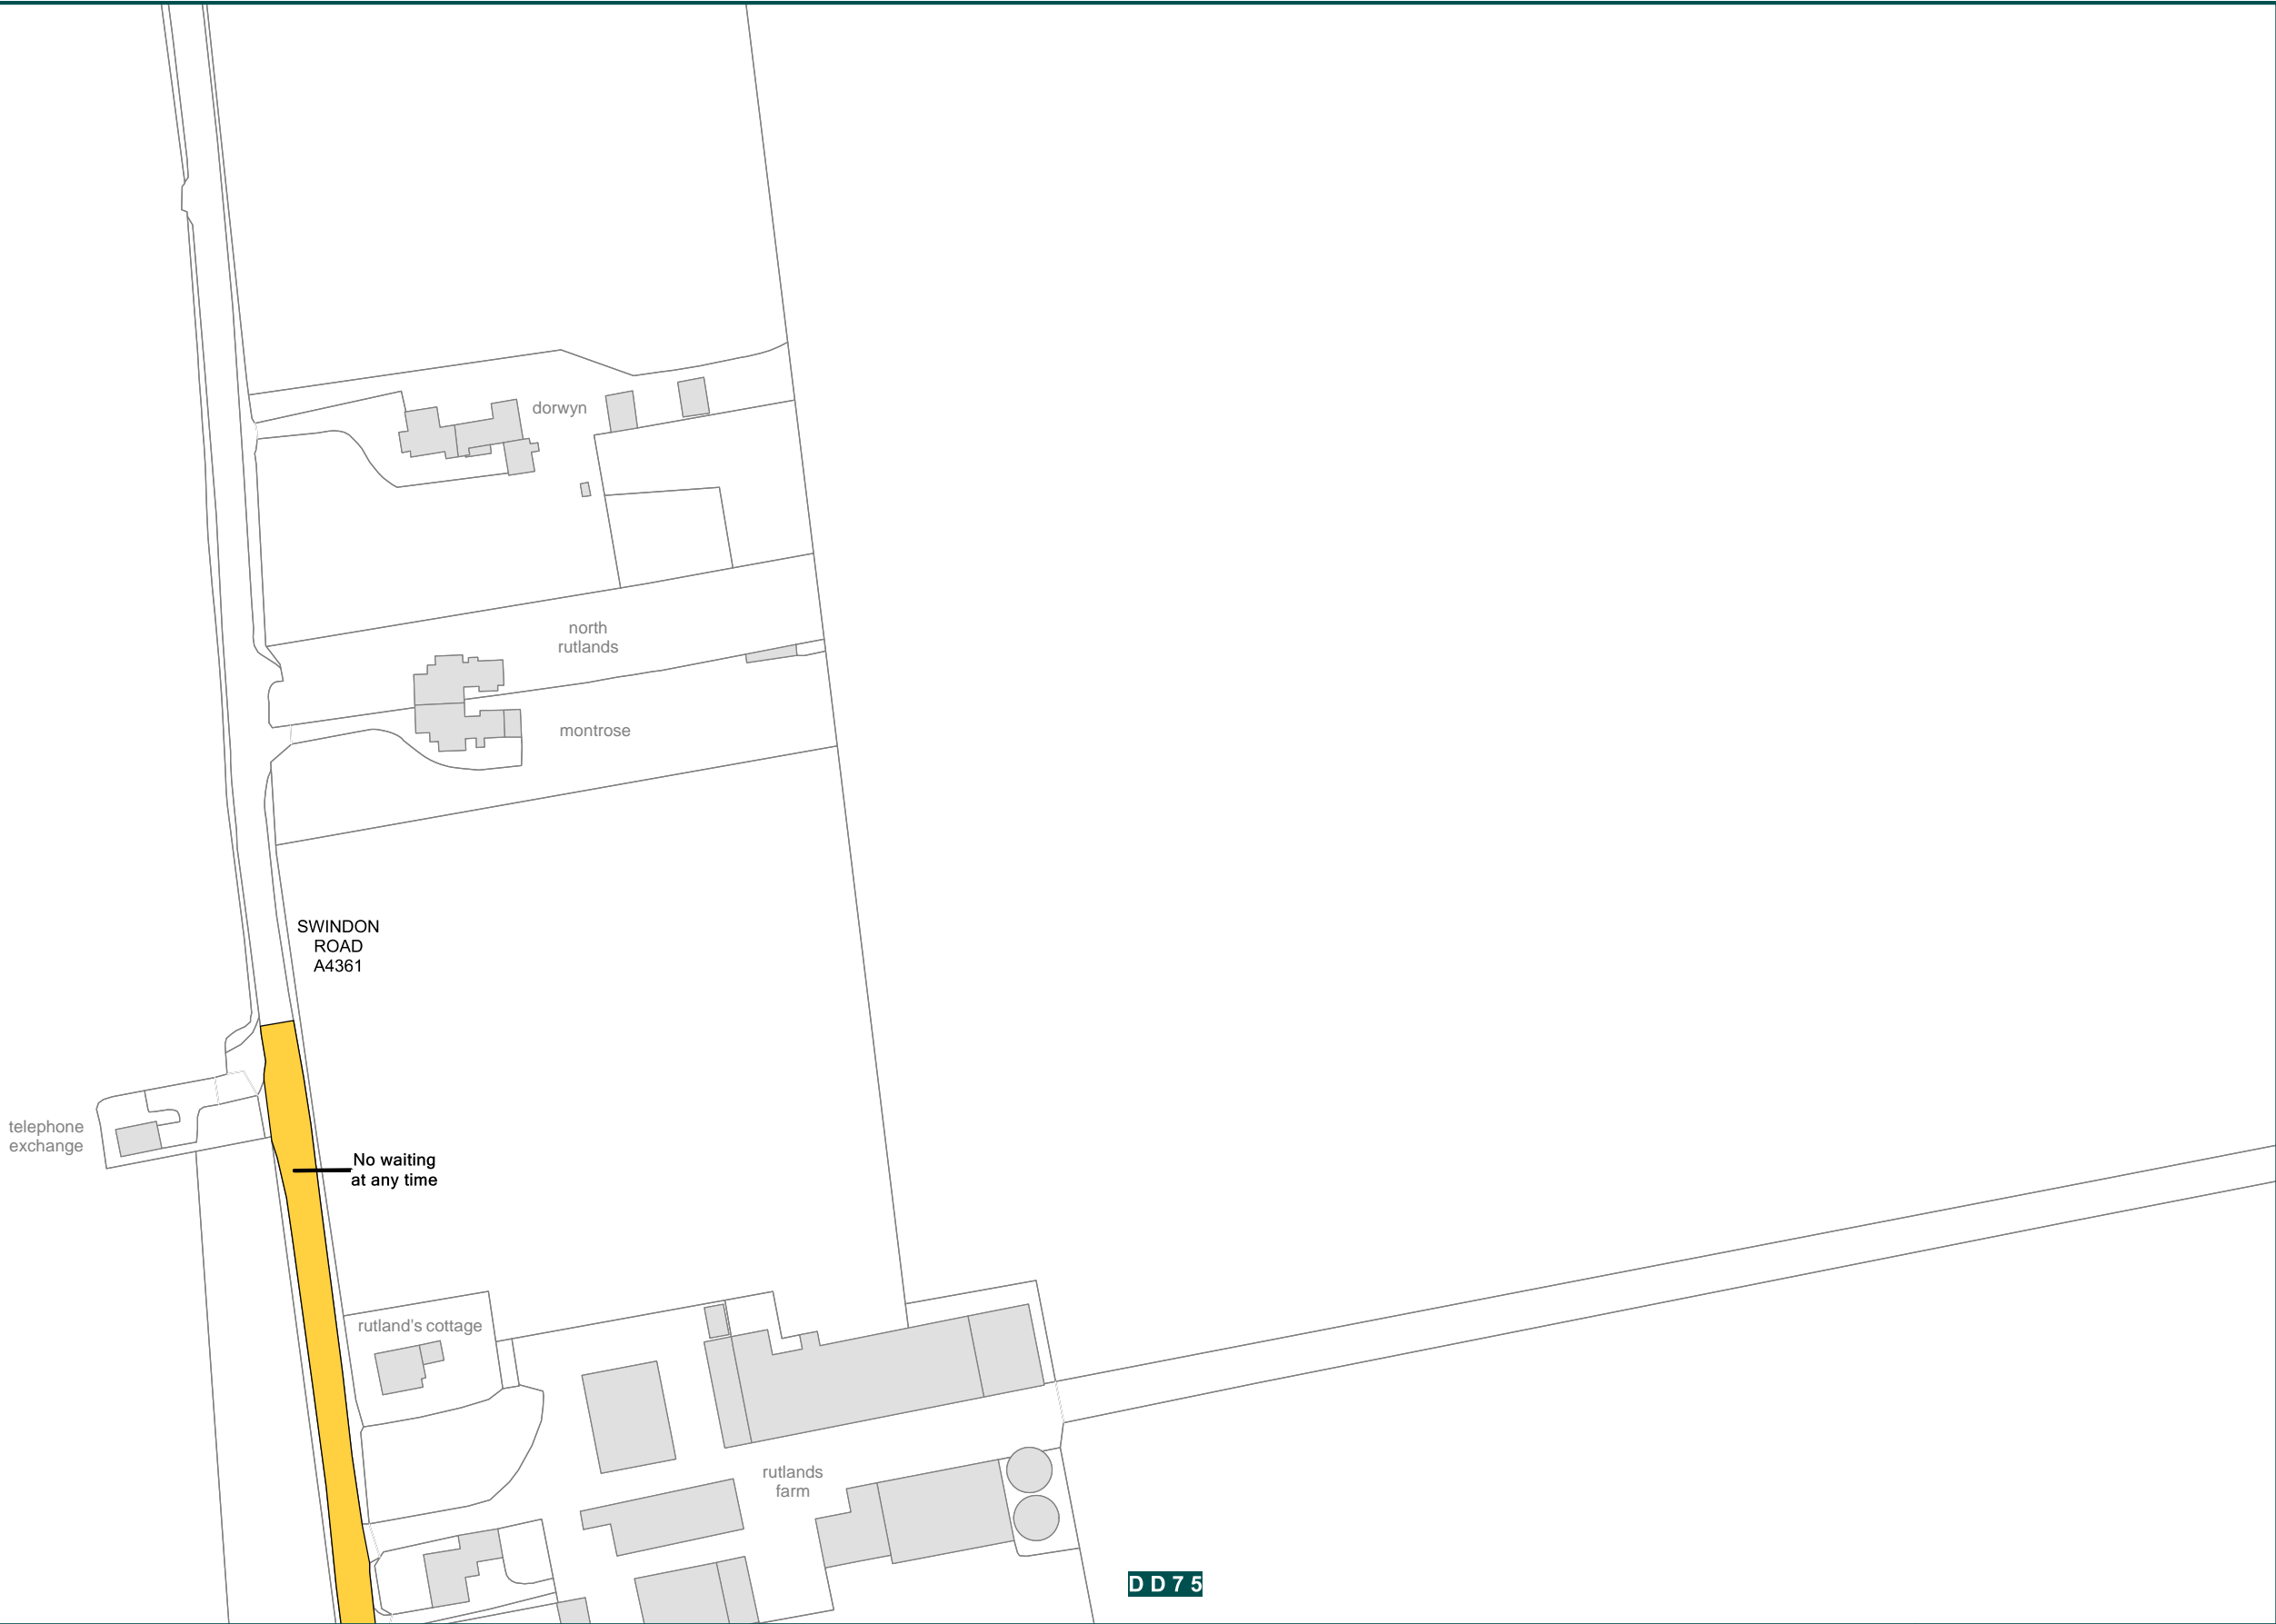 dorwyn
north
rutlands
montrose
SWINDON
ROAD
A4361
telephone
exchange
No waiting
at any time
rutland's cottage
rutlands
farm
DD75